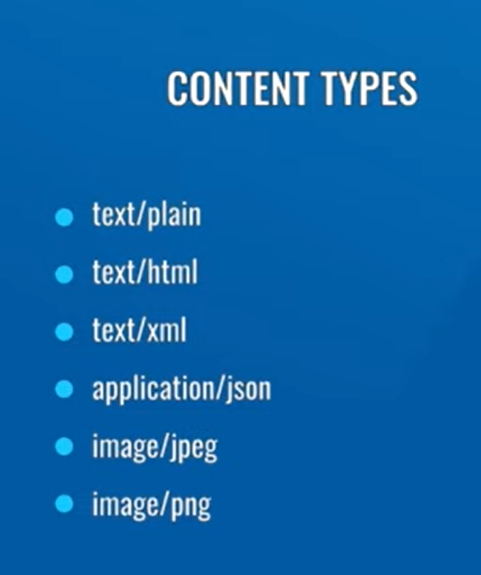 CONTENT TYPES
text/plain
text/html
text/xml
application/json
image/jpeg
image/png